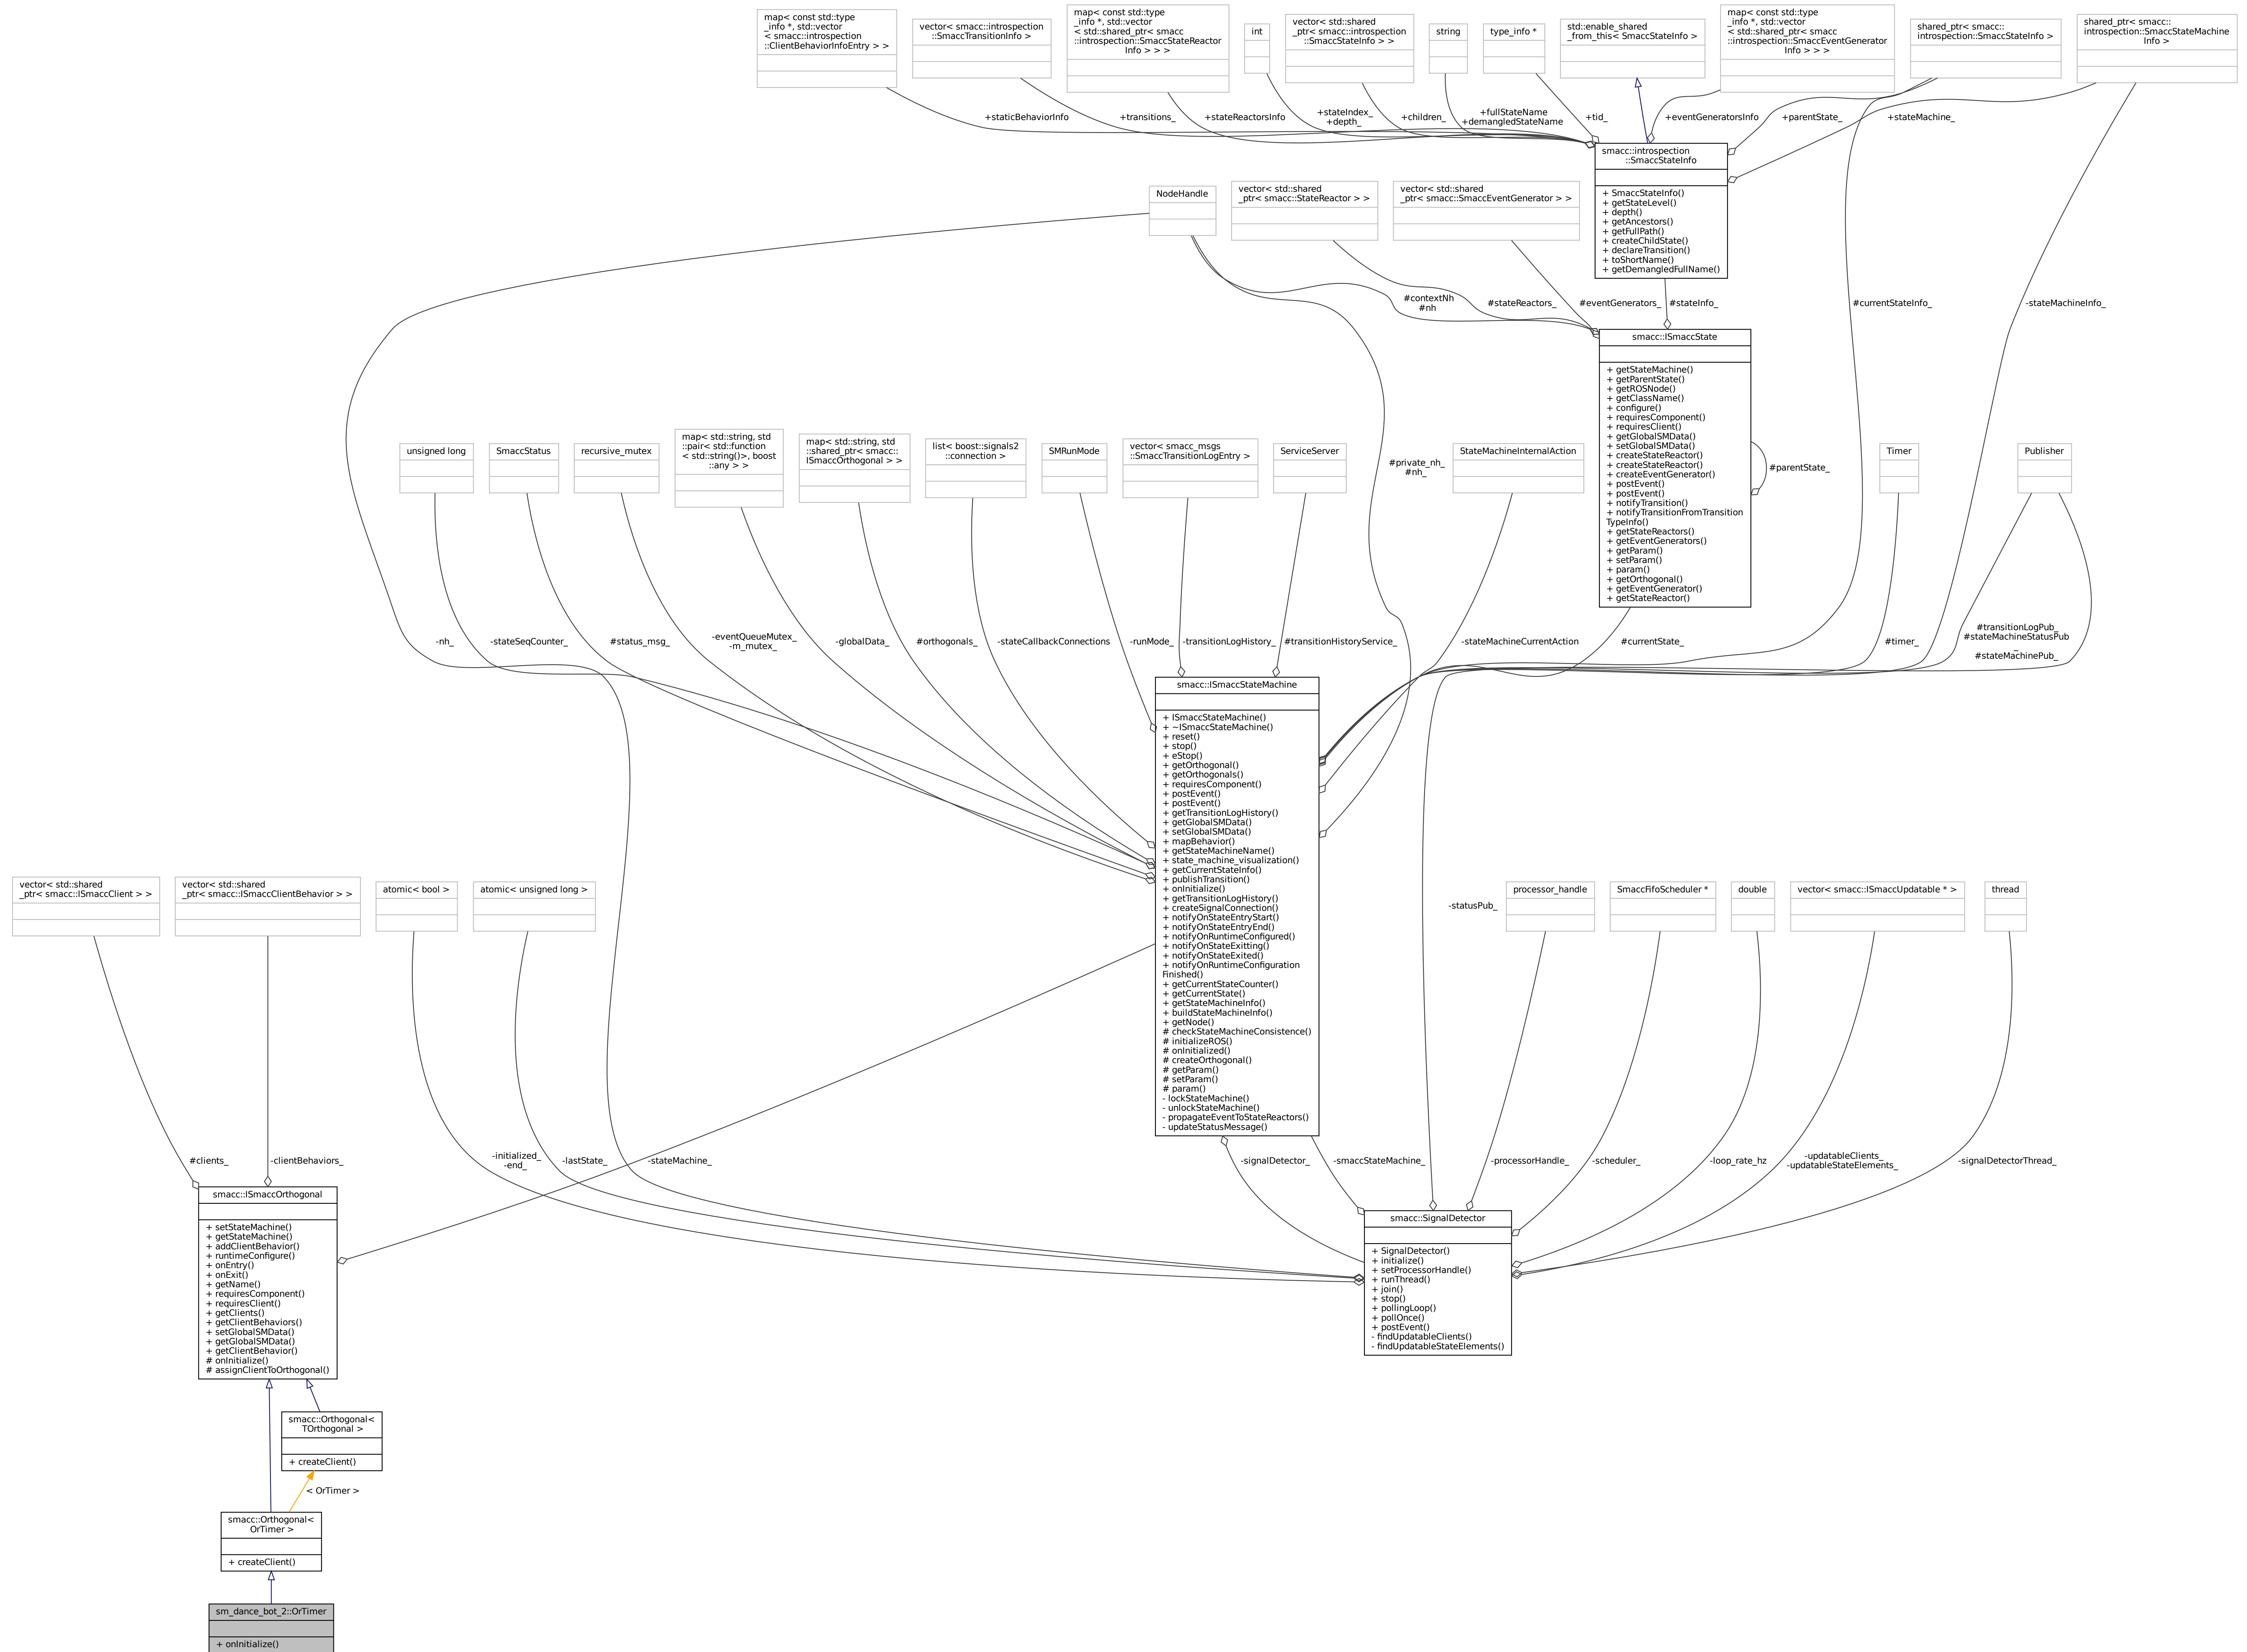 map< const std::type
_info *, std::vector
< smacc::introspection
::ClientBehaviorInfoEntry > >
vector< smacc::introspection
::SmaccTransitionInfo >
map< const std::type
_info *, std::vector
< std::shared_ptr< smacc
::introspection::SmaccStateReactor
Info > > >
int
vector< std::shared
_ptr< smacc::introspection
::SmaccStateInfo > >
string
type_info *
std::enable_shared
_from_this< SmaccStateInfo >
map< const std::type
_info *, std::vector
< std::shared_ptr< smacc
::introspection::SmaccEventGenerator
Info > > >
shared_ptr< smacc::
introspection::SmaccStateInfo >
shared_ptr< smacc::
introspection::SmaccStateMachine
Info >
+staticBehaviorInfo
+transitions_
+stateReactorsInfo
+stateIndex_
+depth_
+children_
+fullStateName
+demangledStateName
+tid_
+eventGeneratorsInfo
+parentState_
+stateMachine_
smacc::introspection
::SmaccStateInfo
+ SmaccStateInfo()
+ getStateLevel()
+ depth()
+ getAncestors()
+ getFullPath()
+ createChildState()
+ declareTransition()
+ toShortName()
+ getDemangledFullName()
NodeHandle
vector< std::shared
_ptr< smacc::StateReactor > >
vector< std::shared
_ptr< smacc::SmaccEventGenerator > >
#contextNh
#nh
#stateReactors_
#eventGenerators_
#stateInfo_
#currentStateInfo_
-stateMachineInfo_
smacc::ISmaccState
+ getStateMachine()
+ getParentState()
+ getROSNode()
+ getClassName()
+ configure()
+ requiresComponent()
+ requiresClient()
+ getGlobalSMData()
+ setGlobalSMData()
+ createStateReactor()
+ createStateReactor()
+ createEventGenerator()
+ postEvent()
+ postEvent()
+ notifyTransition()
+ notifyTransitionFromTransition
TypeInfo()
+ getStateReactors()
+ getEventGenerators()
+ getParam()
+ setParam()
+ param()
+ getOrthogonal()
+ getEventGenerator()
+ getStateReactor()
#parentState_
unsigned long
SmaccStatus
recursive_mutex
map< std::string, std
::pair< std::function
< std::string()>, boost
::any > >
map< std::string, std
::shared_ptr< smacc::
ISmaccOrthogonal > >
list< boost::signals2
::connection >
SMRunMode
vector< smacc_msgs
::SmaccTransitionLogEntry >
ServiceServer
#private_nh_
#nh_
StateMachineInternalAction
Timer
Publisher
-nh_
-stateSeqCounter_
#status_msg_
-eventQueueMutex_
-m_mutex_
-globalData_
#orthogonals_
-stateCallbackConnections
-runMode_
-transitionLogHistory_
#transitionHistoryService_
-stateMachineCurrentAction
#currentState_
#timer_
#transitionLogPub_
#stateMachineStatusPub
_
#stateMachinePub_
smacc::ISmaccStateMachine
+ ISmaccStateMachine()
+ ~ISmaccStateMachine()
+ reset()
+ stop()
+ eStop()
+ getOrthogonal()
+ getOrthogonals()
+ requiresComponent()
+ postEvent()
+ postEvent()
+ getTransitionLogHistory()
+ getGlobalSMData()
+ setGlobalSMData()
+ mapBehavior()
+ getStateMachineName()
+ state_machine_visualization()
+ getCurrentStateInfo()
+ publishTransition()
+ onInitialize()
+ getTransitionLogHistory()
+ createSignalConnection()
+ notifyOnStateEntryStart()
+ notifyOnStateEntryEnd()
+ notifyOnRuntimeConfigured()
+ notifyOnStateExitting()
+ notifyOnStateExited()
+ notifyOnRuntimeConfiguration
Finished()
+ getCurrentStateCounter()
+ getCurrentState()
+ getStateMachineInfo()
+ buildStateMachineInfo()
+ getNode()
# checkStateMachineConsistence()
# initializeROS()
# onInitialized()
# createOrthogonal()
# getParam()
# setParam()
# param()
- lockStateMachine()
- unlockStateMachine()
- propagateEventToStateReactors()
- updateStatusMessage()
vector< std::shared
_ptr< smacc::ISmaccClient > >
vector< std::shared
_ptr< smacc::ISmaccClientBehavior > >
atomic< bool >
atomic< unsigned long >
-statusPub_
processor_handle
SmaccFifoScheduler *
double
vector< smacc::ISmaccUpdatable * >
thread
#clients_
-clientBehaviors_
-initialized_
-end_
-lastState_
-stateMachine_
-signalDetector_
-smaccStateMachine_
-processorHandle_
-scheduler_
-loop_rate_hz
-updatableClients_
-updatableStateElements_
-signalDetectorThread_
smacc::ISmaccOrthogonal
+ setStateMachine()
+ getStateMachine()
+ addClientBehavior()
+ runtimeConfigure()
+ onEntry()
+ onExit()
+ getName()
+ requiresComponent()
+ requiresClient()
+ getClients()
+ getClientBehaviors()
+ setGlobalSMData()
+ getGlobalSMData()
+ getClientBehavior()
# onInitialize()
# assignClientToOrthogonal()
smacc::SignalDetector
+ SignalDetector()
+ initialize()
+ setProcessorHandle()
+ runThread()
+ join()
+ stop()
+ pollingLoop()
+ pollOnce()
+ postEvent()
- findUpdatableClients()
- findUpdatableStateElements()
smacc::Orthogonal<
TOrthogonal >
+ createClient()
< OrTimer >
smacc::Orthogonal<
OrTimer >
+ createClient()
sm_dance_bot_2::OrTimer
+ onInitialize()